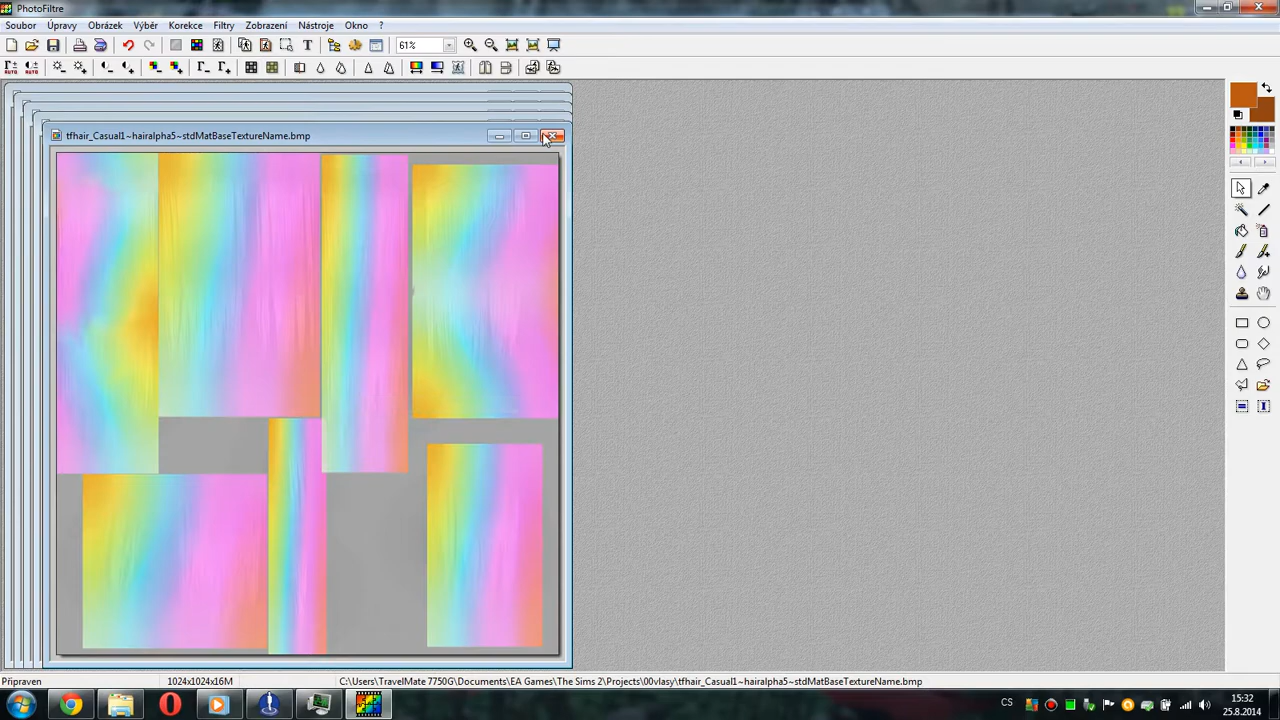 PhotoFiltre
Soubor Úpravy Obrázek Výběr Korekce Filtry Zobrazení Nástroje Okno ?
61%
AUTO AUTO
tfhair_Casual1~hairalpha5~stdMatBaseTextureName.bmp
Připraven 1024x1024x16M C:\Users\TravelMate 7750G\Documents\EA Games\The Sims 2\Projects\00vlasy\tfhair_Casual1~hairalpha5~stdMatBaseTextureName.bmp
CS 15:32
25.8.2014